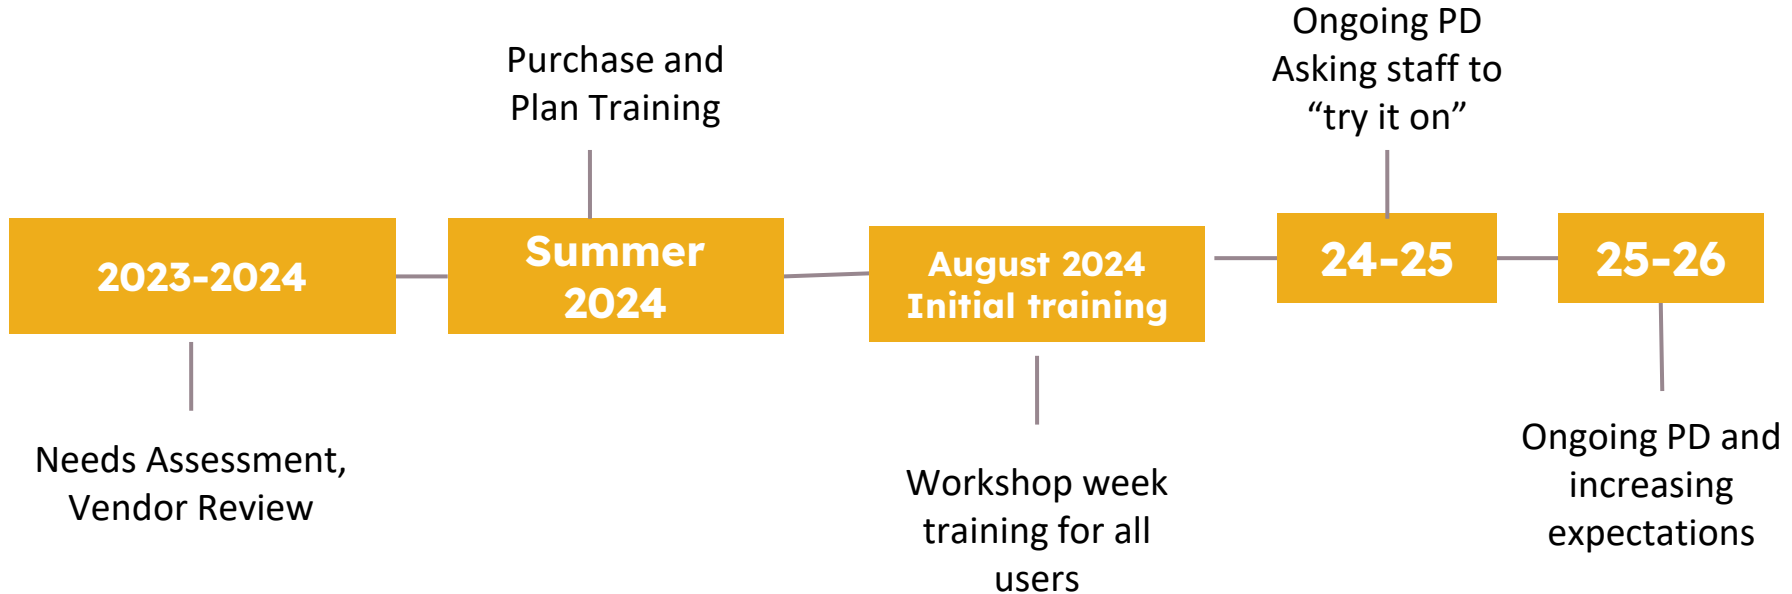 Purchase and
Plan Training
Ongoing PD
Asking staff to
“try it on”
2023-2024
Summer
2024
August 2024
Initial training
24-25
25-26
Needs Assessment,
Vendor Review
Workshop week
training for all
users
Ongoing PD and
increasing
expectations